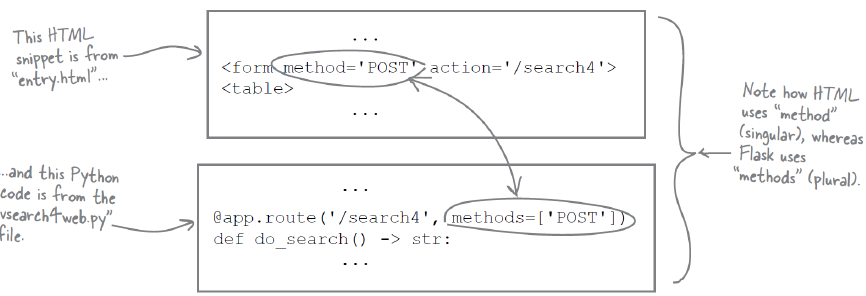 This HTML
snippet is from
"entry.html"...
...
<form method='POST' action='/search4'>
<table>
...
Note how HTML
uses "method"
(singular), whereas
Flask uses
"methods" (plural).
...and this Python
code is from the
vsearch4web.py"
file.
...
@app.route('/search4', methods=['POST'])
def do_search() -> str:
...